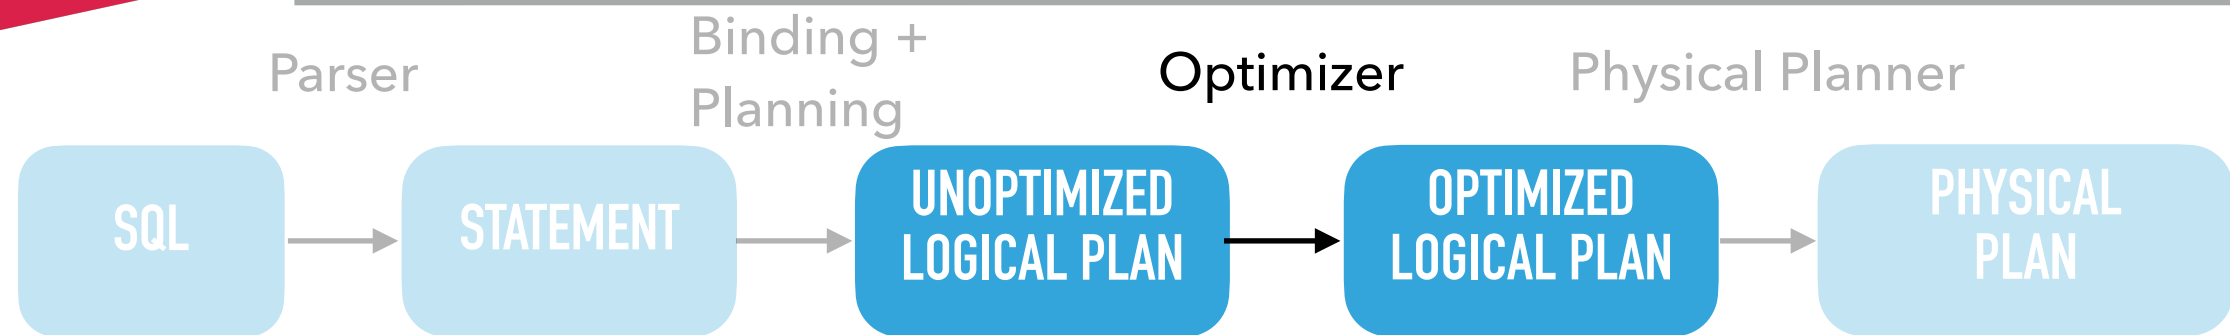 Parser
Binding +
Planning
Optimizer
Physical Planner
SQL
STATEMENT
UNOPTIMIZED
LOGICAL PLAN
OPTIMIZED
LOGICAL PLAN
PHYSICAL
PLAN